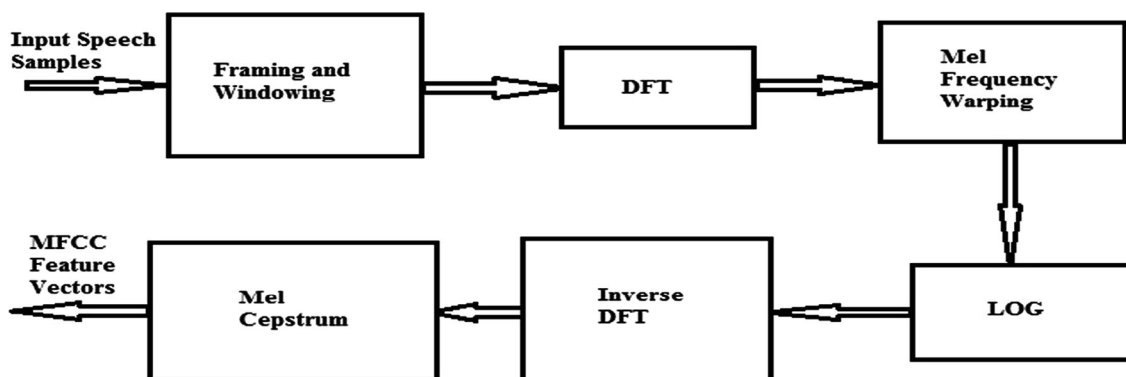 Input Speech
Samples
Framing and
Windowing
DFT
Mel
Frequency
Warping
LOG
Inverse
DFT
Mel
Cepstrum
MFCC
Feature
Vectors